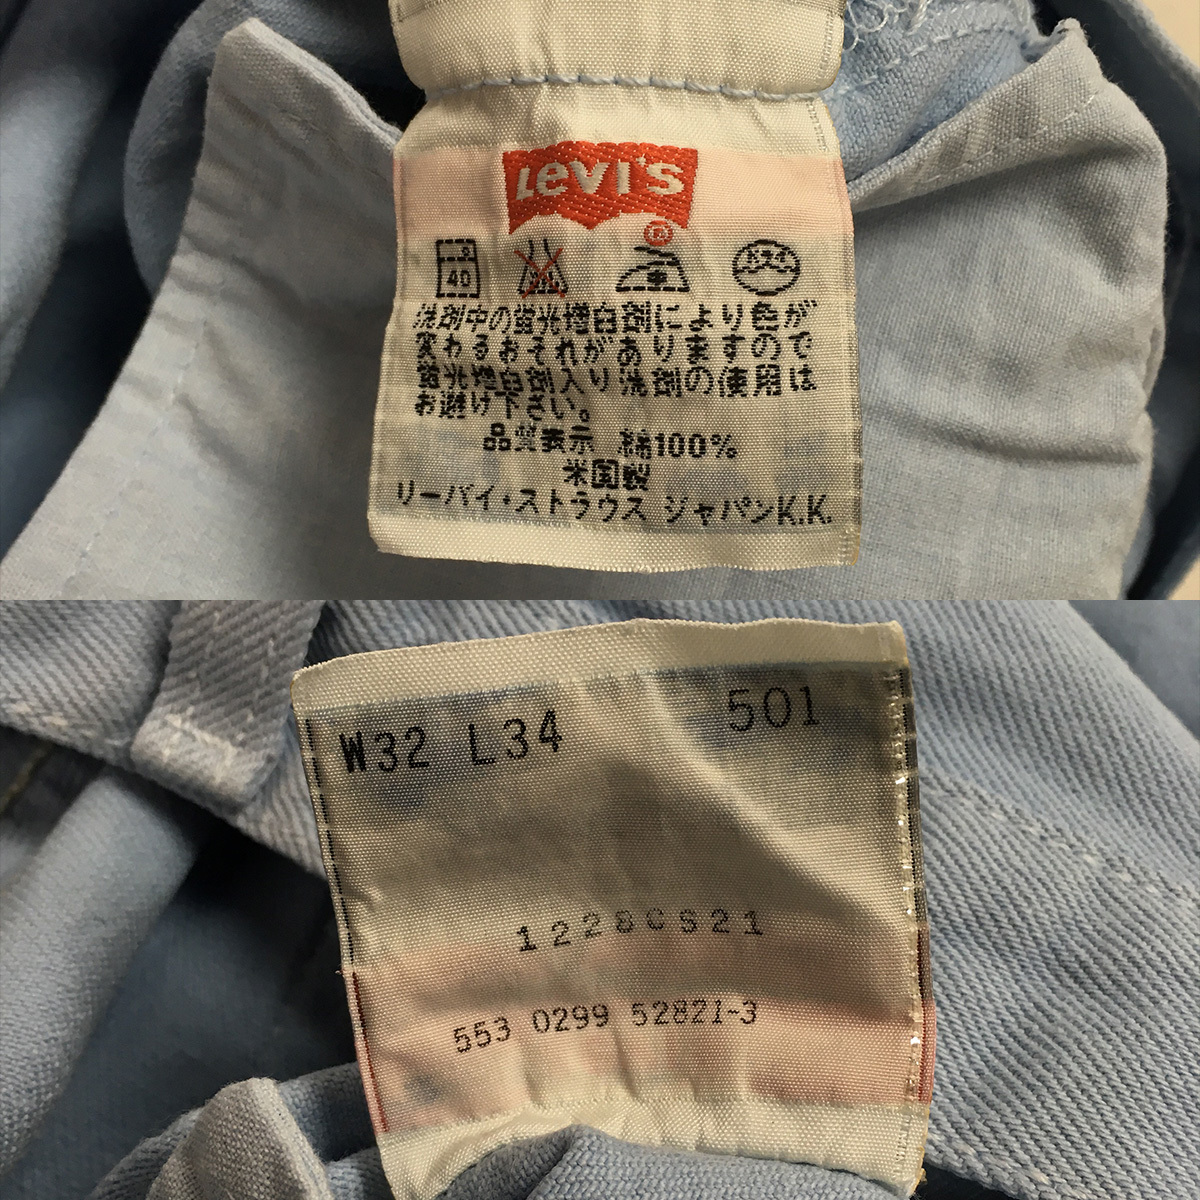 Levi's
®
40
ドライ
洗剤中の蛍光増白剤により色が
変わるおそれがありますので
蛍光増白剤入り洗剤の使用は
お避け下さい。
品質表示 綿100%
米国製
リーバイ・ストラウス ジャパンK.K.
W32 L34 501
12280S21
553 0299 52821-3